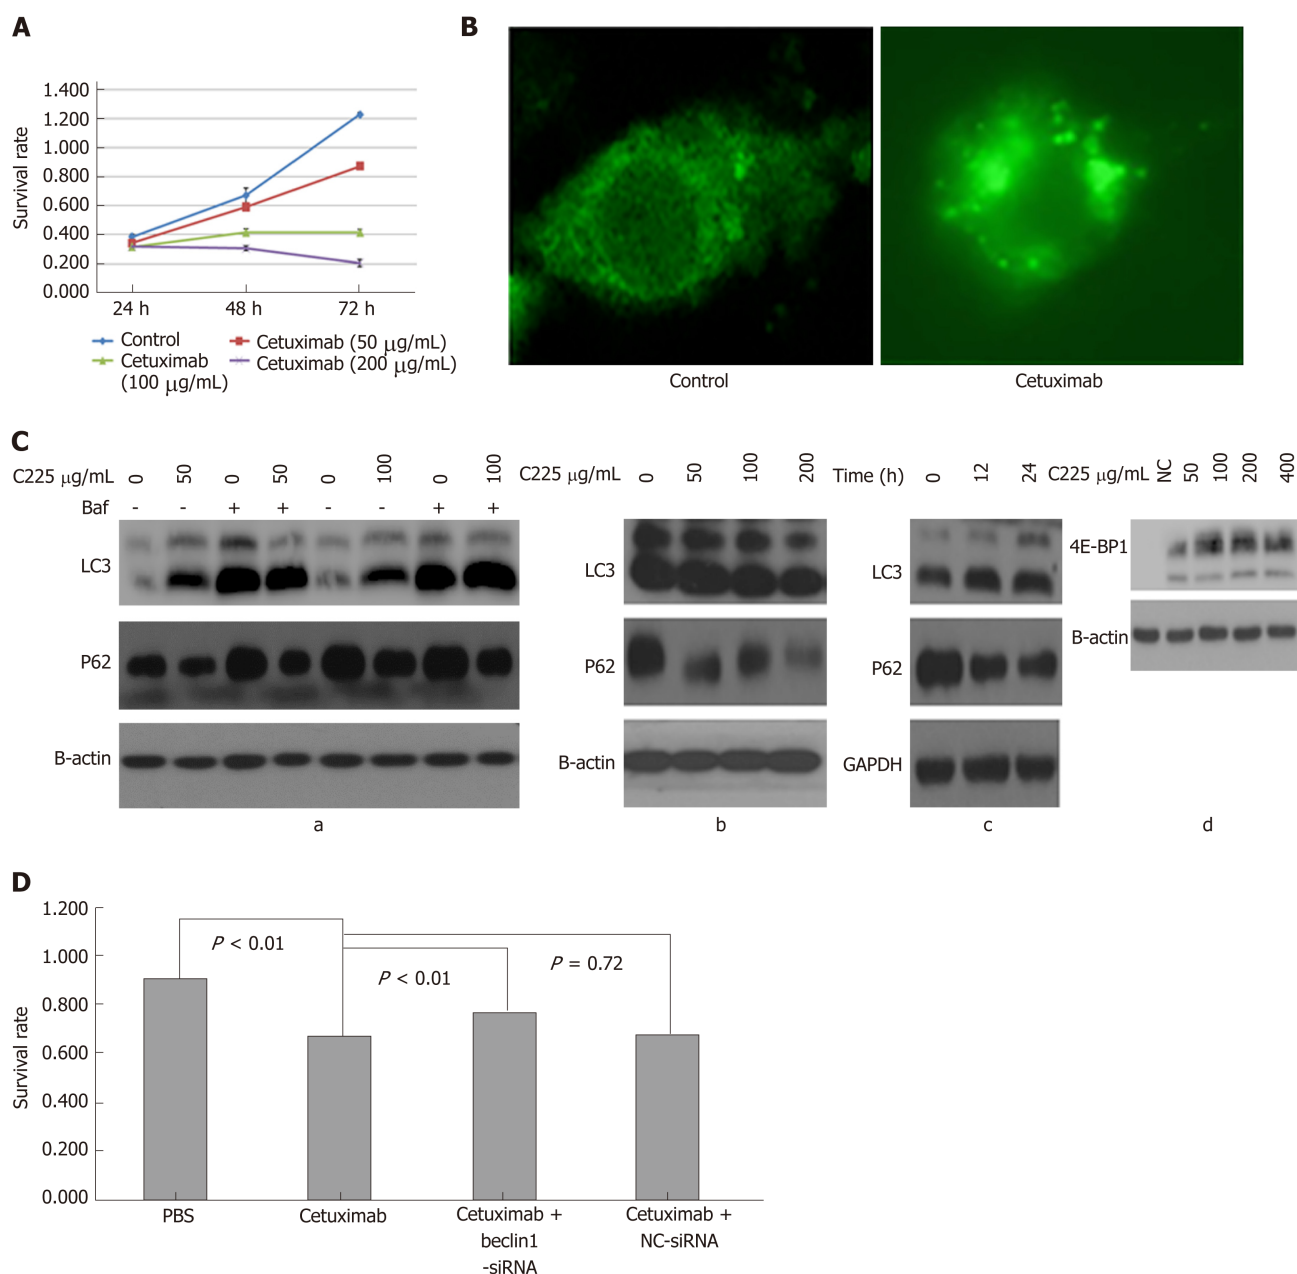 A
1.400
1.200
1.000
0.800
0.600
0.400
0.200
0.000
Survival rate
24 h 48 h 72 h
Control
Cetuximab (50 μg/mL)
Cetuximab
(100 μg/mL)
Cetuximab (200 μg/mL)
B
Control Cetuximab
C
C225 μg/mL 0 50 0 50 0 100 0 100
Baf - - + + - - + +
LC3
P62
B-actin
a
C225 μg/mL 0 50 100 200
LC3
P62
B-actin
b
Time (h) 0 12 24
LC3
P62
GAPDH
c
C225 μg/mL NC 50 100 200 400
4E-BP1
B-actin
d
D
1.200
1.000
0.800
0.600
0.400
0.200
0.000
Survival rate
P < 0.01
P < 0.01
P = 0.72
PBS
Cetuximab
Cetuximab +
beclin1
-siRNA
Cetuximab +
NC-siRNA